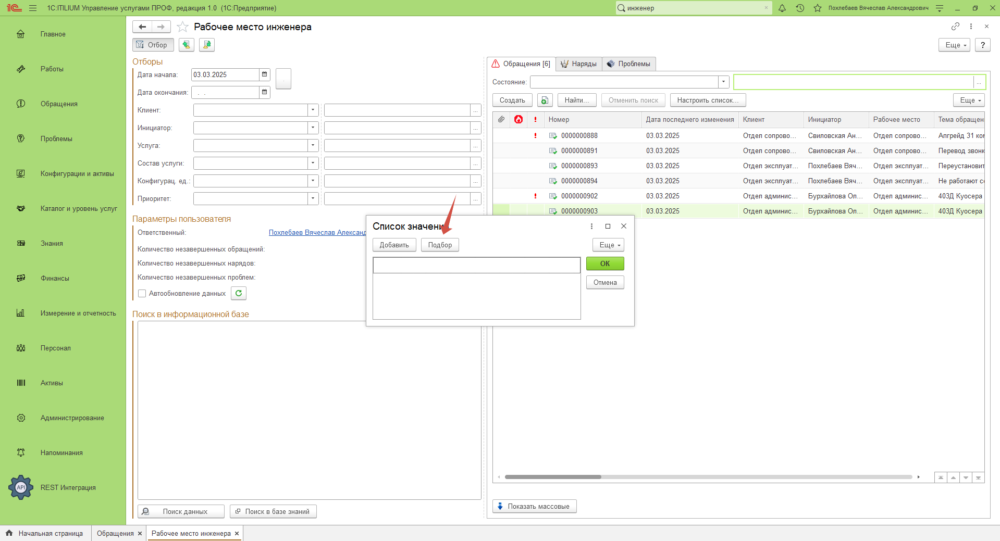 1С:ITILIUM Управление услугами ПРОФ, редакция 1.0 (1С:Предприятие)
инженер
Похлебаев Вячеслав Александрович
Главное
Работы
Обращения
Проблемы
Конфигурации и активы
Каталог и уровень услуг
Знания
Финансы
Измерение и отчетность
Персонал
Активы
Администрирование
Напоминания
API
REST Интеграция
Рабочее место инженера
Отбор
Еще
?
Отборы
Дата начала: 03.03.2025
Дата окончания: . .
Клиент:
Инициатор:
Услуга:
Состав услуги:
Конфигурац. ед.:
Приоритет:
Параметры пользователя
Ответственный: Похлебаев Вячеслав Александ
Количество незавершенных обращений:
Количество незавершенных нарядов:
Количество незавершенных проблем:
Автообновление данных
Поиск в информационной базе
Поиск данных
Поиск в базе знаний
Обращения [6] Наряды Проблемы
Состояние:
Создать Найти... Отменить поиск Настроить список... Еще
Номер Дата последнего изменения Клиент Инициатор Рабочее место Тема обращен
0000000888 03.03.2025 Отдел сопрово... Свиловская Ан... Отдел сопрово... Апгрейд 31 ком
0000000891 03.03.2025 Отдел сопрово... Свиловская Ан... Отдел сопрово... Перевод звонк
0000000893 03.03.2025 Отдел эксплуат... Похлебаев Вяч... Отдел эксплуат... Переустановит
0000000894 03.03.2025 Отдел эксплуат... Похлебаев Вяч... Отдел эксплуат... Не работают со
0000000902 03.03.2025 Отдел админис... Бурхайлова Ол... Отдел админис... 403Д Куосера
0000000903 03.03.2025 Отдел админис... Бурхайлова Ол... Отдел админис... 403Д Куосера
Список значени
Добавить Подбор Еще
ОК
Отмена
Показать массовые
Начальная страница Обращения Рабочее место инженера